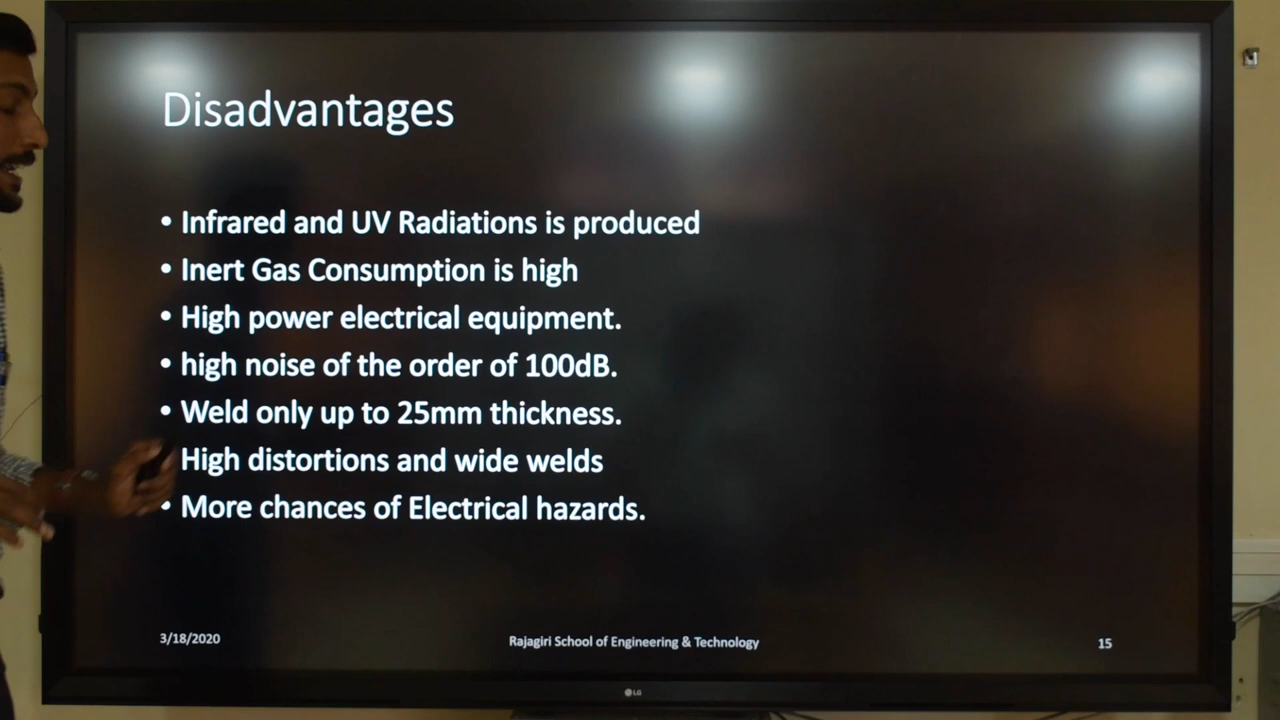 Disadvantages
• Infrared and UV Radiations is produced
• Inert Gas Consumption is high
• High power electrical equipment.
• high noise of the order of 100dB.
• Weld only up to 25mm thickness.
High distortions and wide welds
• More chances of Electrical hazards.
3/18/2020
Rajagiri School of Engineering & Technology
15
LG